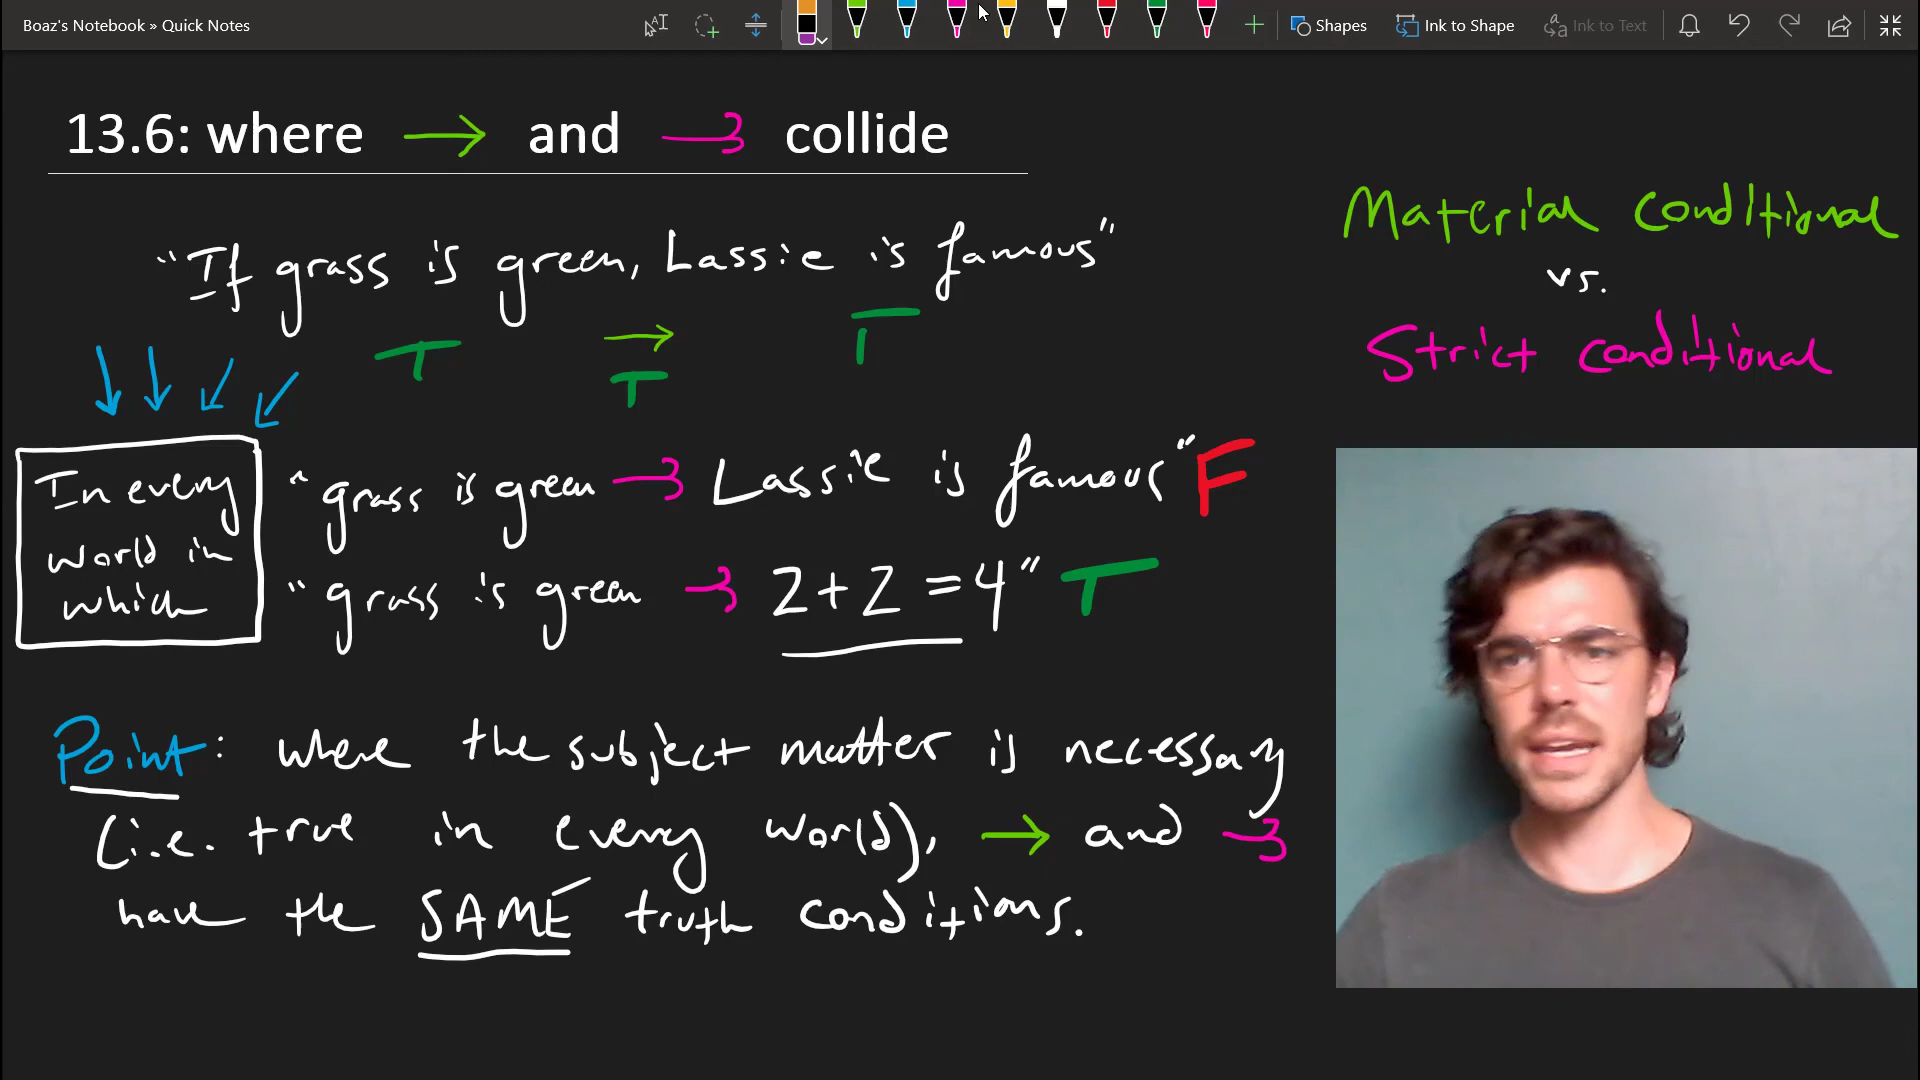 Boaz's Notebook » Quick Notes
Shapes
Ink to Shape
Ink to Text
13.6: where → and ⥽ collide
Material conditional
vs.
Strict conditional
"If grass is green, Lassie is famous"
T → T
T
In every
world in
which
"grass is green ⥽ Lassie is famous" F
"grass is green ⥽ 2+2=4" T
Point: where the subject matter is necessary
(i.e. true in every world), → and ⥽
have the SAME truth conditions.